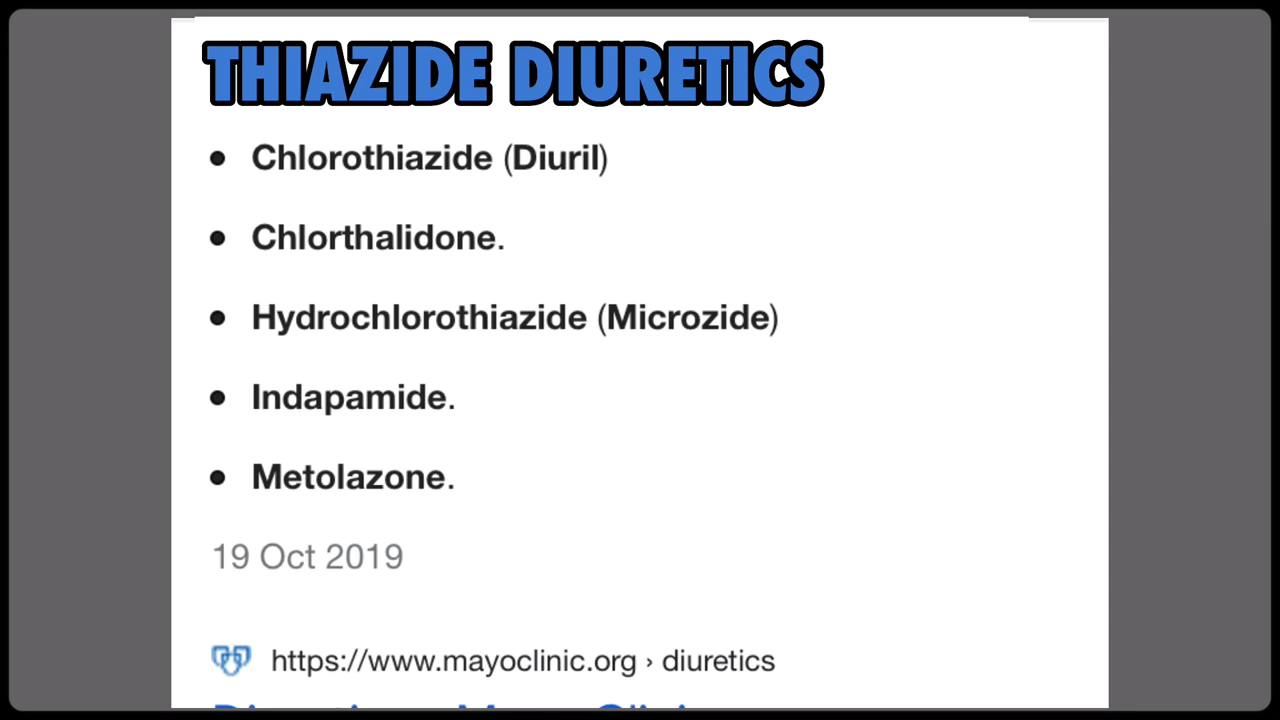 THIAZIDE DIURETICS
• Chlorothiazide (Diuril)
• Chlorthalidone.
• Hydrochlorothiazide (Microzide)
• Indapamide.
• Metolazone.
19 Oct 2019
https://www.mayoclinic.org › diuretics